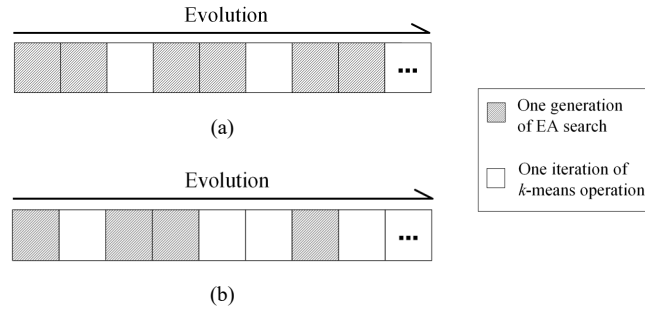 Evolution
...
(a)
Evolution
...
(b)
One generation
of EA search
One iteration of
k-means operation